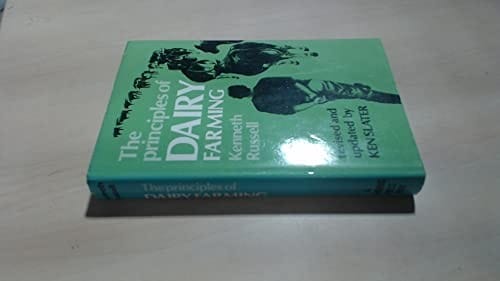 The
principles of
DAIRY
FARMING
Kenneth
Russell
revised and
updated by
KEN SLATER
The principles of
DAIRY FARMING